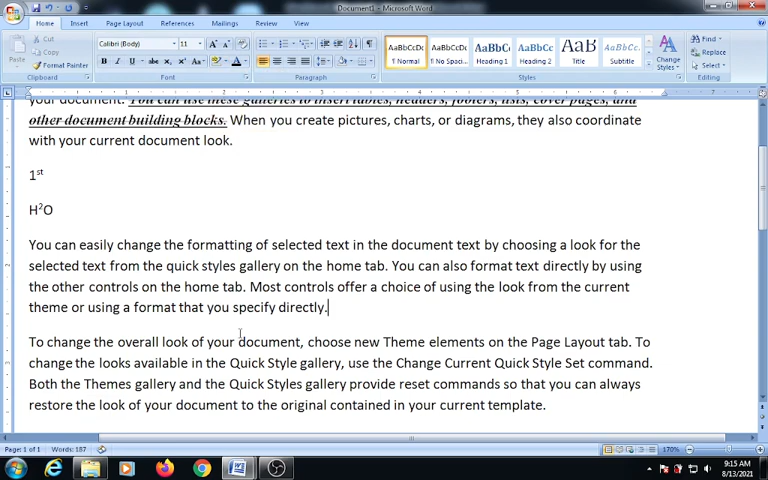 Document1 - Microsoft Word
Home Insert Page Layout References Mailings Review View
Cut
Copy
Format Painter
Paste
Clipboard
Calibri (Body) 11
Font
Paragraph
AaBbCcDc AaBbCcDc AaBbC AaBbCc AaB AaBbCc.
¶ Normal ¶ No Spaci... Heading 1 Heading 2 Title Subtitle
Change Styles
Styles
Find
Replace
Select
Editing
your document. You can use these galleries to insert tables, headers, footers, lists, cover pages, and
other document building blocks. When you create pictures, charts, or diagrams, they also coordinate
with your current document look.
1st
H2O
You can easily change the formatting of selected text in the document text by choosing a look for the
selected text from the quick styles gallery on the home tab. You can also format text directly by using
the other controls on the home tab. Most controls offer a choice of using the look from the current
theme or using a format that you specify directly.
To change the overall look of your document, choose new Theme elements on the Page Layout tab. To
change the looks available in the Quick Style gallery, use the Change Current Quick Style Set command.
Both the Themes gallery and the Quick Styles gallery provide reset commands so that you can always
restore the look of your document to the original contained in your current template.
Page: 1 of 1 Words: 187 170%
9:15 AM
8/13/2021